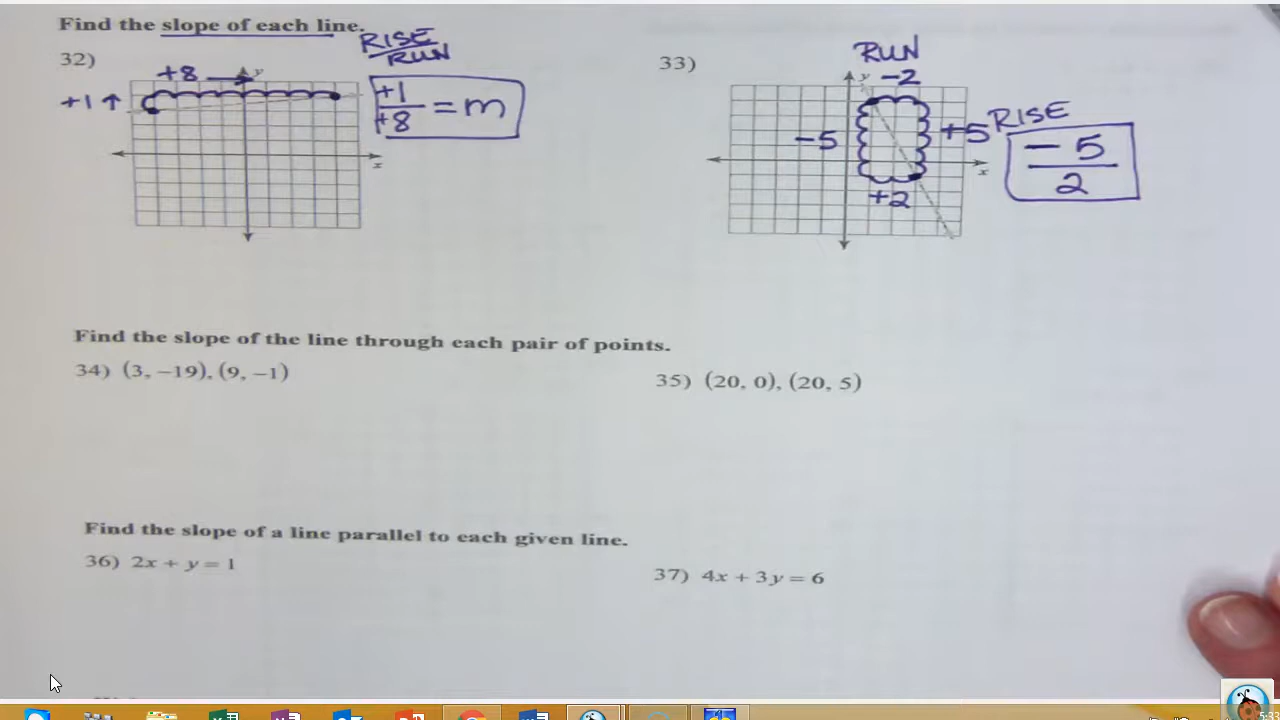 Find the slope of each line.
32)
RISE
RUN
+8
y
+1
+1
+8
= m
x
33)
RUN
-2
y
-5
+5
RISE
- 5
2
x
+2
Find the slope of the line through each pair of points.
34) (3, −19), (9, −1)
35) (20, 0), (20, 5)
Find the slope of a line parallel to each given line.
36) 2x + y = 1
37) 4x + 3y = 6